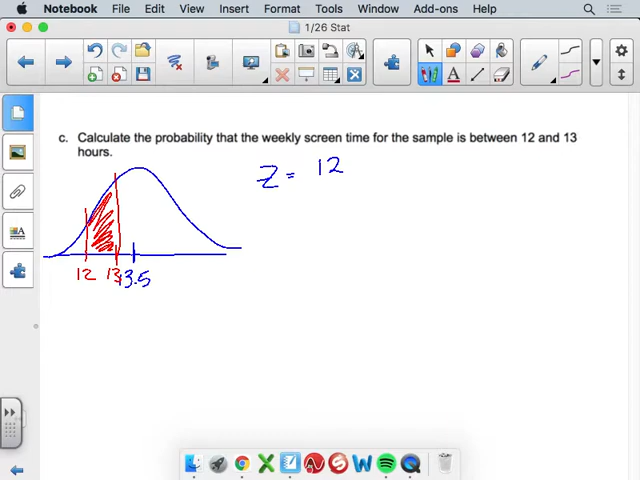 Notebook File Edit View Insert Format Tools Window Add-ons Help
1/26 Stat
c. Calculate the probability that the weekly screen time for the sample is between 12 and 13
hours.
Z = 12
12 13 13.5